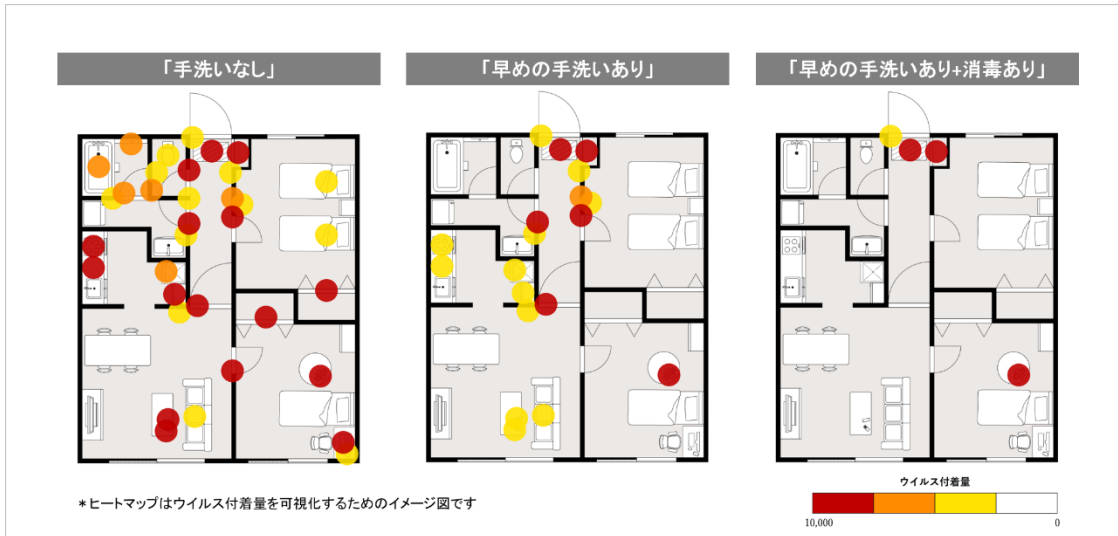 「手洗いなし」
「早めの手洗いあり」
「早めの手洗いあり+消毒あり」
*ヒートマップはウイルス付着量を可視化するためのイメージ図です
ウイルス付着量
10,000
0